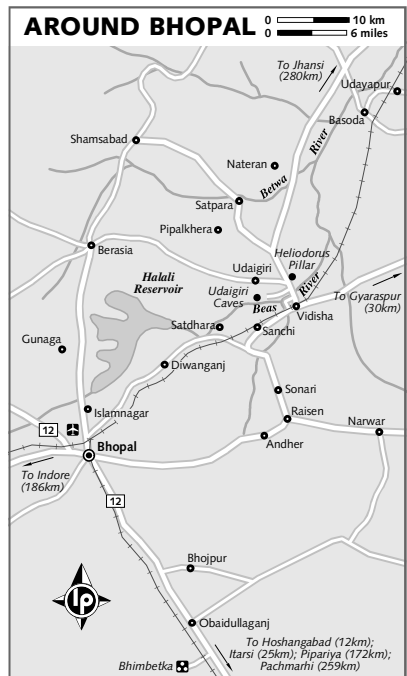 AROUND BHOPAL
0 10 km
0 6 miles
To Jhansi
(280km)
Udayapur
Basoda
Shamsabad
River
Nateran
Betwa
Satpara
Pipalkhera
Berasia
Heliodorus
Pillar
Halali
Reservoir
Udaigiri
Udaigiri
Caves
River
Beas
To Gyaraspur
(30km)
Vidisha
Satdhara
Sanchi
Gunaga
Diwanganj
Sonari
Islamnagar
Raisen
Narwar
12
Andher
Bhopal
To Indore
(186km)
12
Bhojpur
lp
Obaidullaganj
To Hoshangabad (12km);
Itarsi (25km); Pipariya (172km);
Pachmarhi (259km)
Bhimbetka